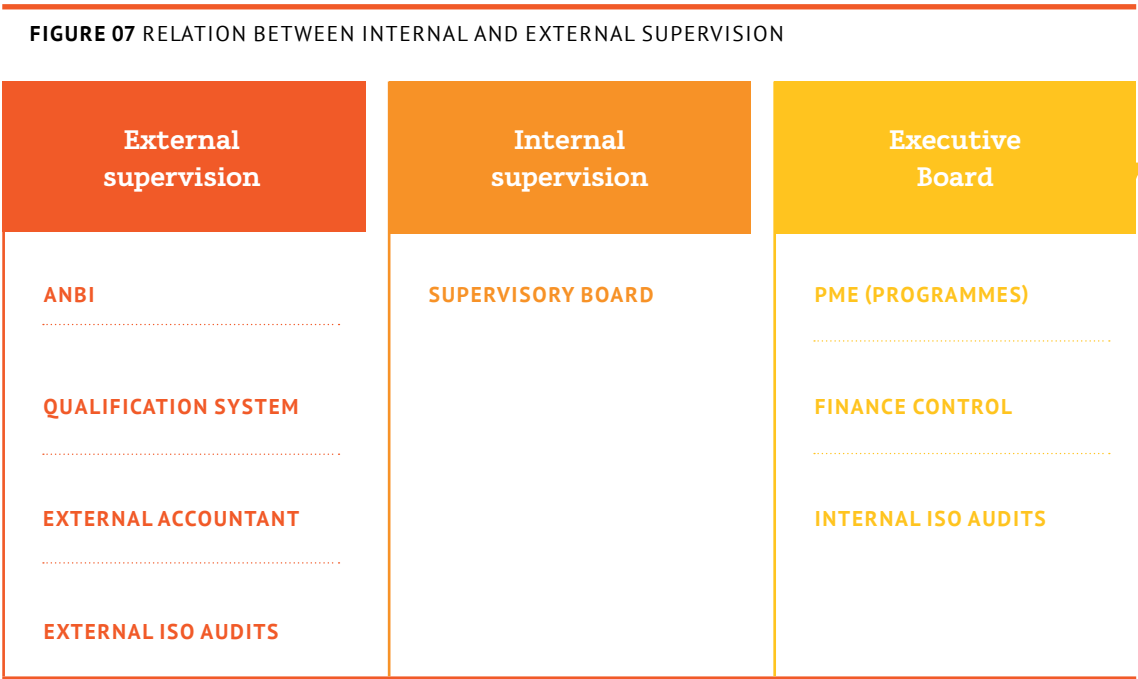 FIGURE 07 RELATION BETWEEN INTERNAL AND EXTERNAL SUPERVISION
External
supervision
ANBI
QUALIFICATION SYSTEM
EXTERNAL ACCOUNTANT
EXTERNAL ISO AUDITS
Internal
supervision
SUPERVISORY BOARD
Executive
Board
PME (PROGRAMMES)
FINANCE CONTROL
INTERNAL ISO AUDITS